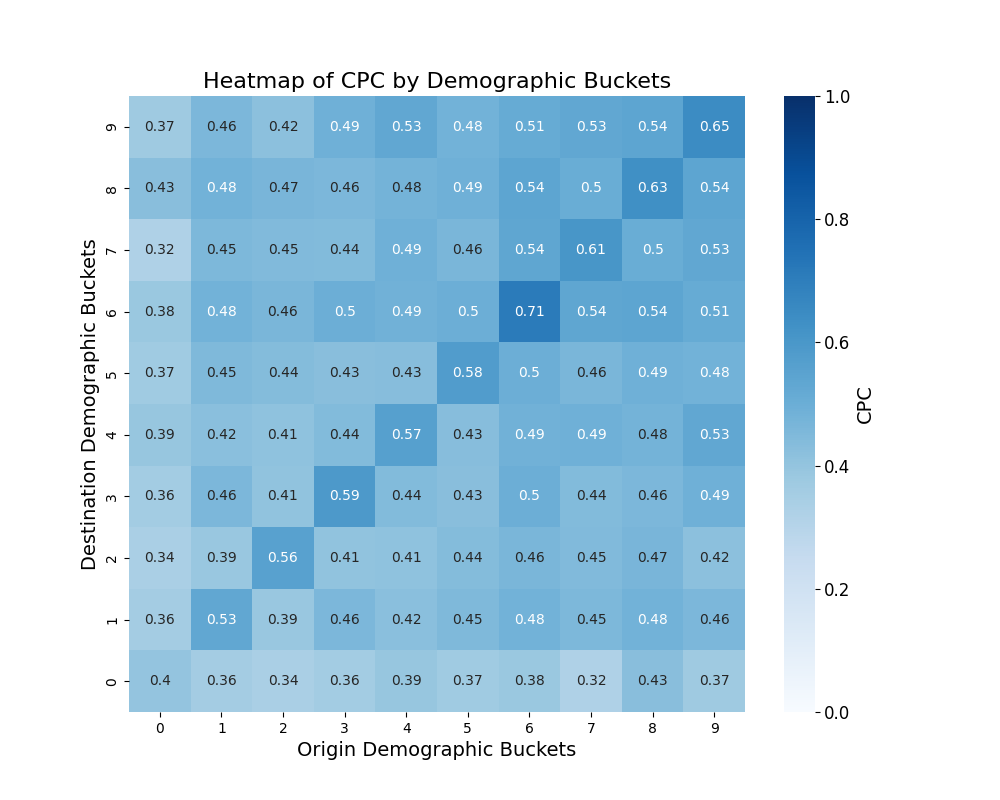 Heatmap of CPC by Demographic Buckets
9 0.37 0.46 0.42 0.49 0.53 0.48 0.51 0.53 0.54 0.65
8 0.43 0.48 0.47 0.46 0.48 0.49 0.54 0.5 0.63 0.54
7 0.32 0.45 0.45 0.44 0.49 0.46 0.54 0.61 0.5 0.53
6 0.38 0.48 0.46 0.5 0.49 0.5 0.71 0.54 0.54 0.51
5 0.37 0.45 0.44 0.43 0.43 0.58 0.5 0.46 0.49 0.48
4 0.39 0.42 0.41 0.44 0.57 0.43 0.49 0.49 0.48 0.53
3 0.36 0.46 0.41 0.59 0.44 0.43 0.5 0.44 0.46 0.49
2 0.34 0.39 0.56 0.41 0.41 0.44 0.46 0.45 0.47 0.42
1 0.36 0.53 0.39 0.46 0.42 0.45 0.48 0.45 0.48 0.46
0 0.4 0.36 0.34 0.36 0.39 0.37 0.38 0.32 0.43 0.37
0 1 2 3 4 5 6 7 8 9
Origin Demographic Buckets
Destination Demographic Buckets
1.0
0.8
0.6
0.4
0.2
0.0
CPC